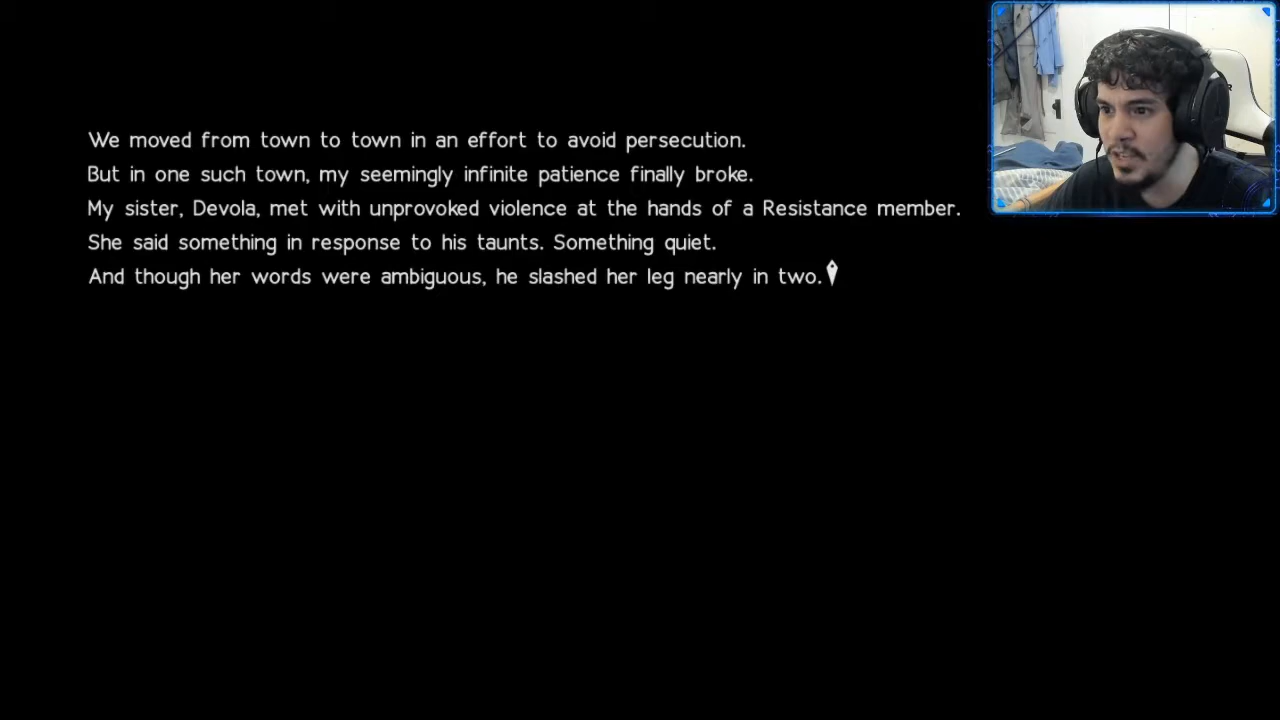 We moved from town to town in an effort to avoid persecution.
But in one such town, my seemingly infinite patience finally broke.
My sister, Devola, met with unprovoked violence at the hands of a Resistance member.
She said something in response to his taunts. Something quiet.
And though her words were ambiguous, he slashed her leg nearly in two.